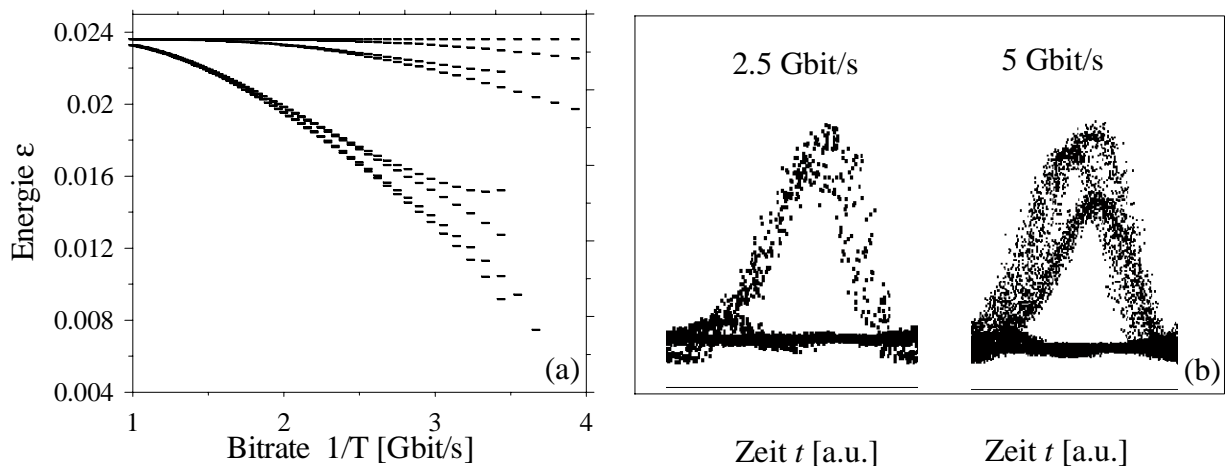 0.024
0.02
0.016
0.012
0.008
0.004
Energie ε
1 2 3 4
Bitrate 1/T [Gbit/s]
(a)
2.5 Gbit/s 5 Gbit/s
(b)
Zeit t [a.u.] Zeit t [a.u.]